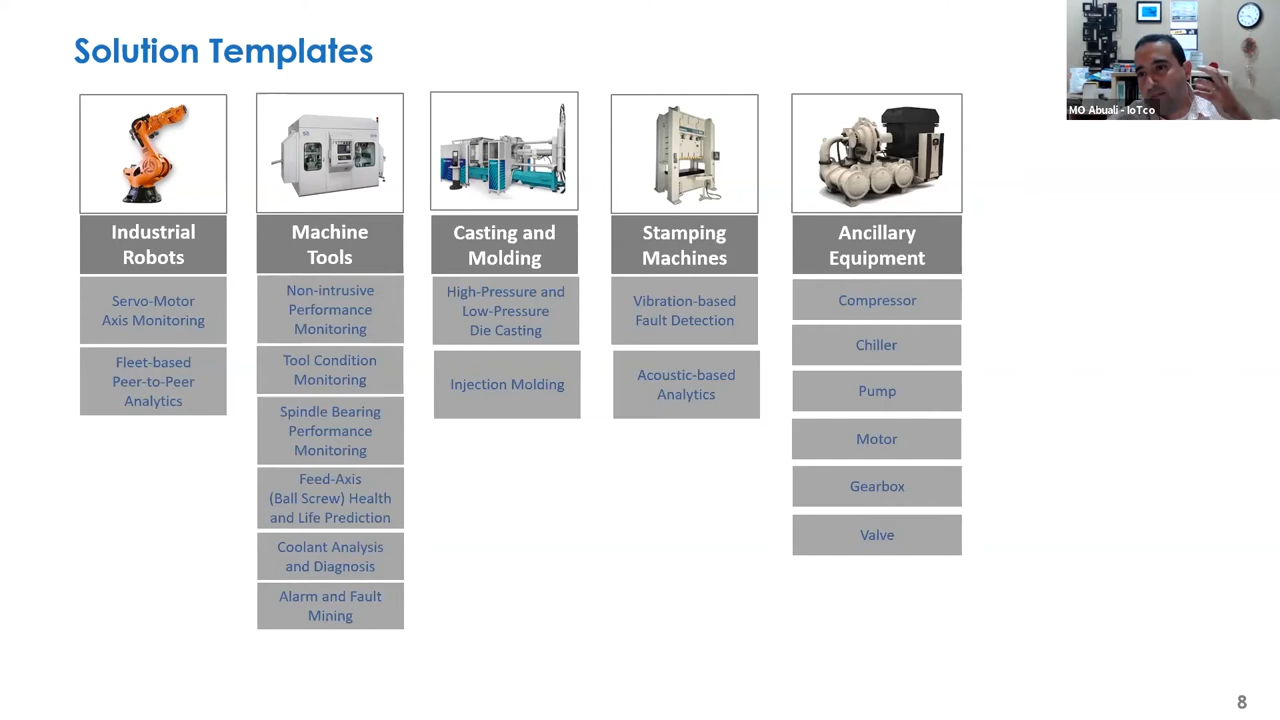 Solution Templates
MO Abuali - IoTco
Industrial
Robots
Servo-Motor
Axis Monitoring
Fleet-based
Peer-to-Peer
Analytics
Machine
Tools
Non-intrusive
Performance
Monitoring
Tool Condition
Monitoring
Spindle Bearing
Performance
Monitoring
Feed-Axis
(Ball Screw) Health
and Life Prediction
Coolant Analysis
and Diagnosis
Alarm and Fault
Mining
Casting and
Molding
High-Pressure and
Low-Pressure
Die Casting
Injection Molding
Stamping
Machines
Vibration-based
Fault Detection
Acoustic-based
Analytics
Ancillary
Equipment
Compressor
Chiller
Pump
Motor
Gearbox
Valve
8